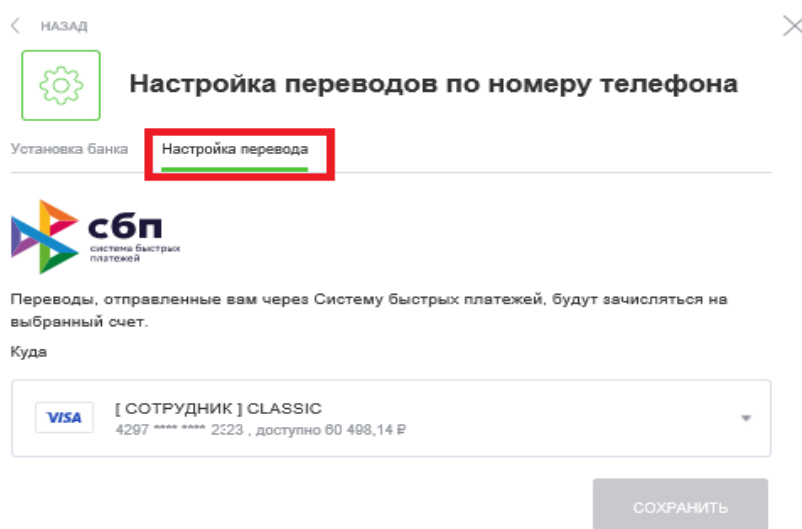 НАЗАД
Настройка переводов по номеру телефона
Установка банка Настройка перевода
сбп
система быстрых
платежей
Переводы, отправленные вам через Систему быстрых платежей, будут зачисляться на
выбранный счет.
Куда
VISA
[ СОТРУДНИК ] CLASSIC
4297 **** **** 2323 , доступно 60 498,14 ₽
СОХРАНИТЬ